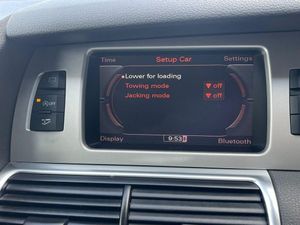 Time Setup Car Settings
Lower for loading
Towing mode ▼ off
Jacking mode ▼ off
Display 9:53 Bluetooth